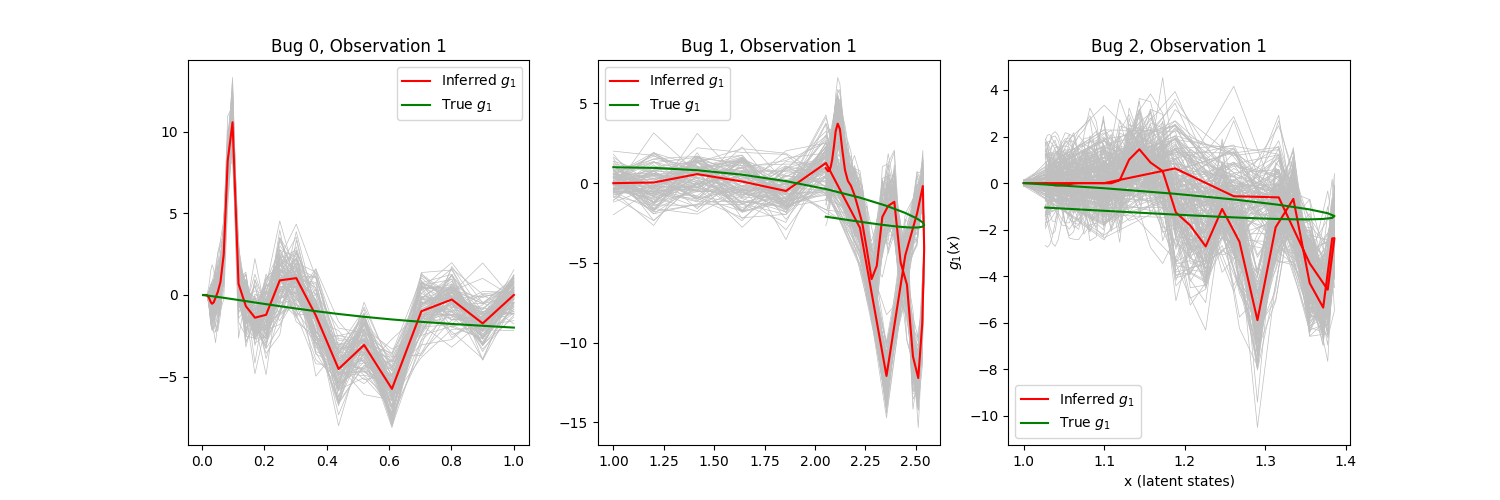 Bug 0, Observation 1
Inferred g₁
True g₁
10
5
0
−5
0.0 0.2 0.4 0.6 0.8 1.0
Bug 1, Observation 1
Inferred g₁
True g₁
5
0
−5
−10
−15
1.00 1.25 1.50 1.75 2.00 2.25 2.50
Bug 2, Observation 1
g₁(x)
4
2
0
−2
−4
−6
−8
−10
Inferred g₁
True g₁
1.0 1.1 1.2 1.3 1.4
x (latent states)